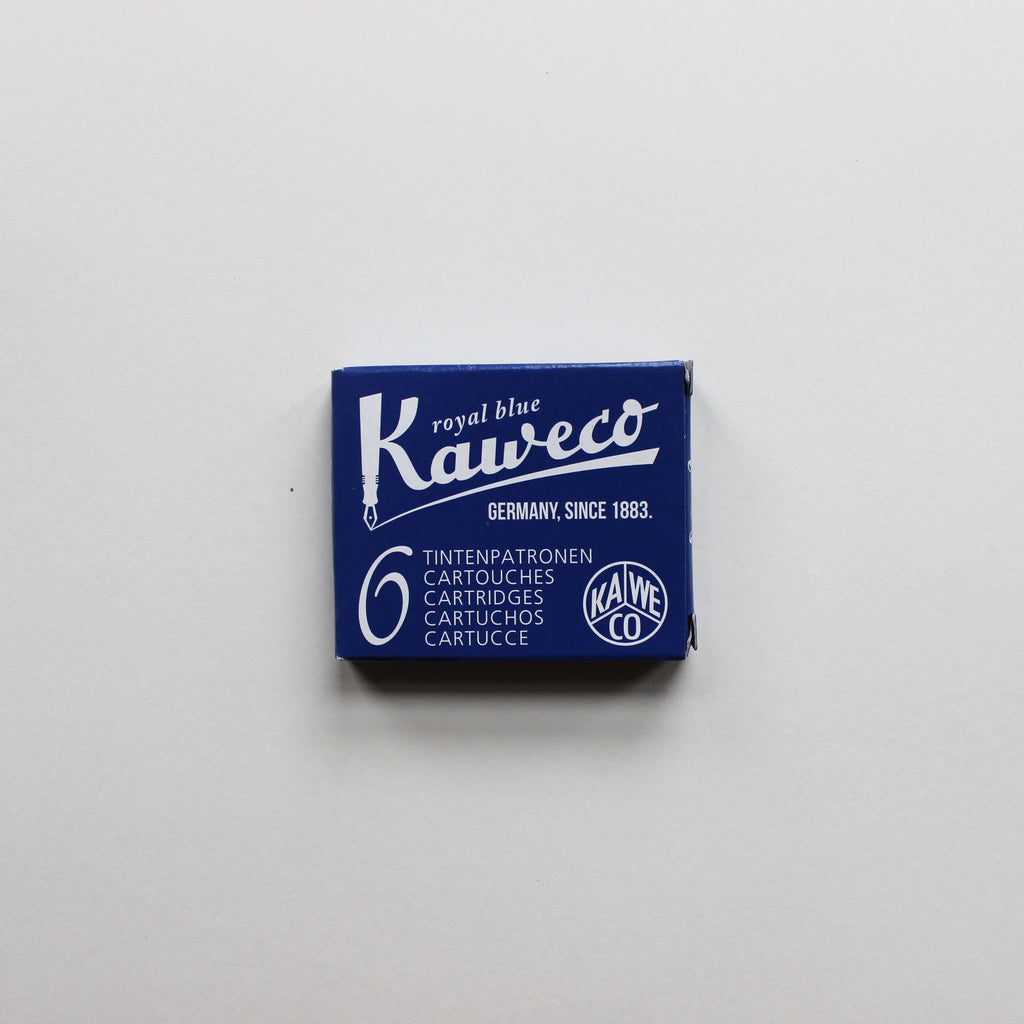 royal blue
Kaweco
GERMANY, SINCE 1883.
6
TINTENPATRONEN
CARTOUCHES
CARTRIDGES
CARTUCHOS
CARTUCCE
KA WE
CO